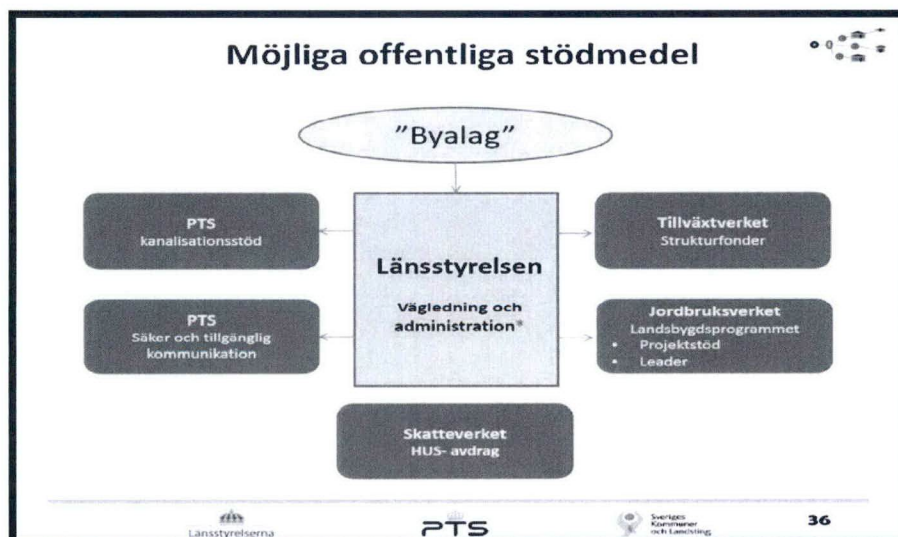 Möjliga offentliga stödmedel
"Byalag"
PTS
kanalisationsstöd
Länsstyrelsen
Vägledning och
administration*
Tillväxtverket
Strukturfonder
PTS
Säker och tillgänglig
kommunikation
Jordbruksverket
Landsbygdsprogrammet
• Projektstöd
• Leader
Skatteverket
HUS- avdrag
Länsstyrelserna
PTS
Sveriges
Kommuner
och Landsting
36